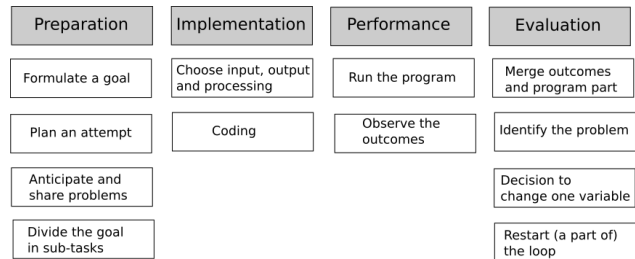 Preparation
Formulate a goal
Plan an attempt
Anticipate and
share problems
Divide the goal
in sub-tasks
Implementation
Choose input, output
and processing
Coding
Performance
Run the program
Observe the
outcomes
Evaluation
Merge outcomes
and program part
Identify the problem
Decision to
change one variable
Restart (a part of)
the loop